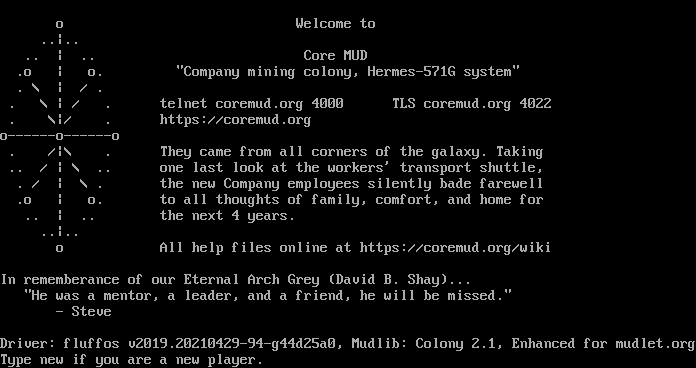 Welcome to
Core MUD
"Company mining colony, Hermes-571G system"
telnet coremud.org 4000 TLS coremud.org 4022
https://coremud.org
They came from all corners of the galaxy. Taking
one last look at the workers' transport shuttle,
the new Company employees silently bade farewell
to all thoughts of family, comfort, and home for
the next 4 years.
All help files online at https://coremud.org/wiki
In rememberance of our Eternal Arch Grey (David B. Shay)...
"He was a mentor, a leader, and a friend, he will be missed."
- Steve
Driver: fluffos v2019.20210429-94-g44d25a0, Mudlib: Colony 2.1, Enhanced for mudlet.org
Type new if you are a new player.